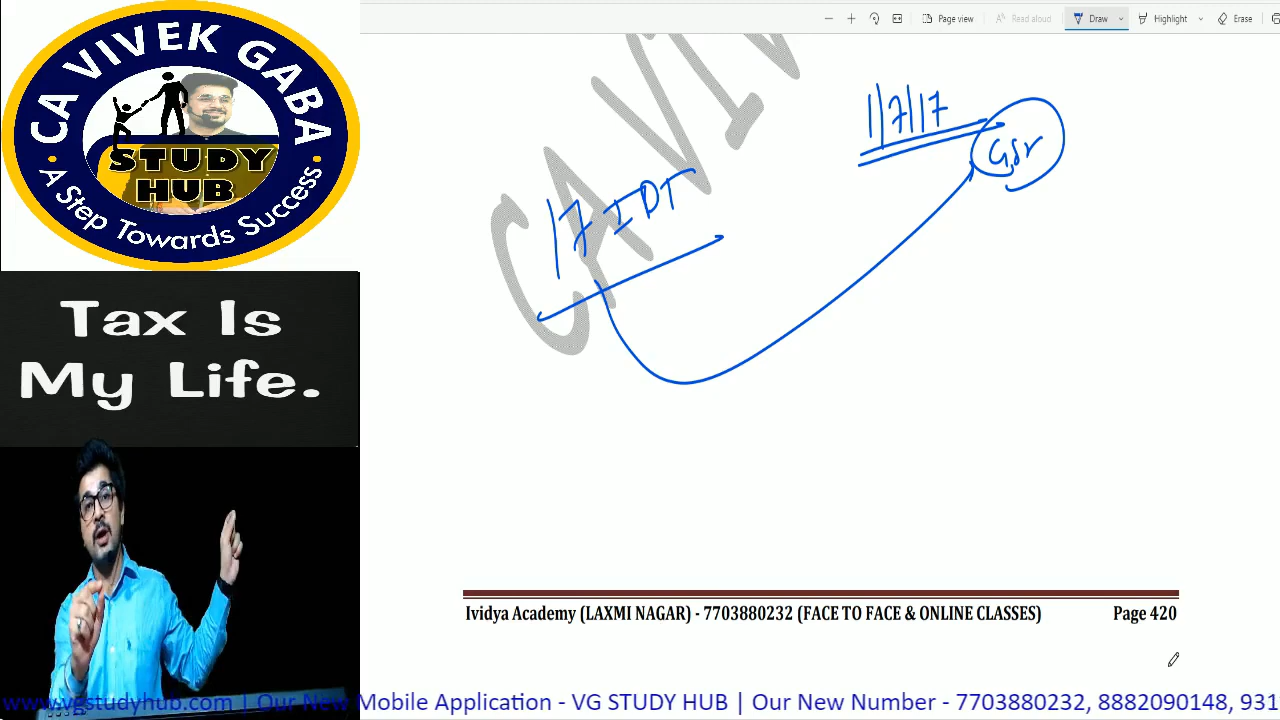 CA VIVEK GABA
STUDY
HUB
• A Step Towards Success •
Tax Is
My Life.
Page view
Read aloud
Draw
Highlight
Erase
CAVIV
1/7/17
GST
17 IDT
Ividya Academy (LAXMI NAGAR) - 7703880232 (FACE TO FACE & ONLINE CLASSES) Page 420
www.vgstudyhub.com | Our New Mobile Application - VG STUDY HUB | Our New Number - 7703880232, 8882090148, 931